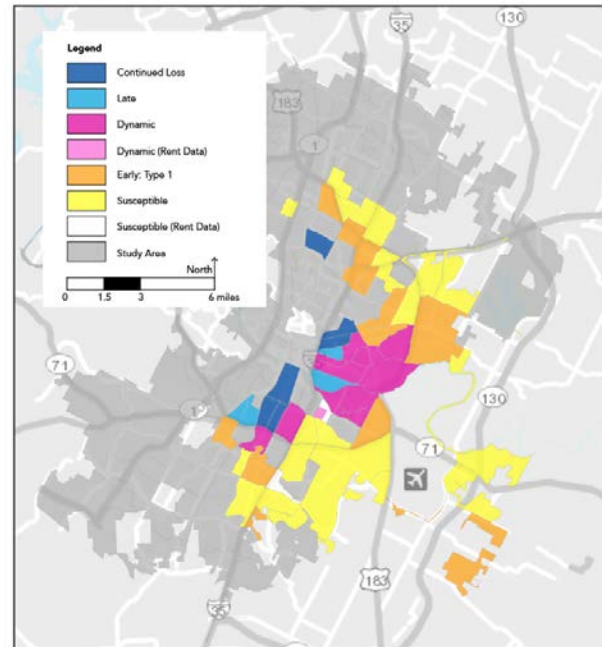 35
130
183
1
Legend
Continued Loss
Late
Dynamic
Dynamic (Rent Data)
Early: Type 1
Susceptible
Susceptible (Rent Data)
Study Area
North
0 1.5 3 6 miles
35
71
1
130
71
183
35